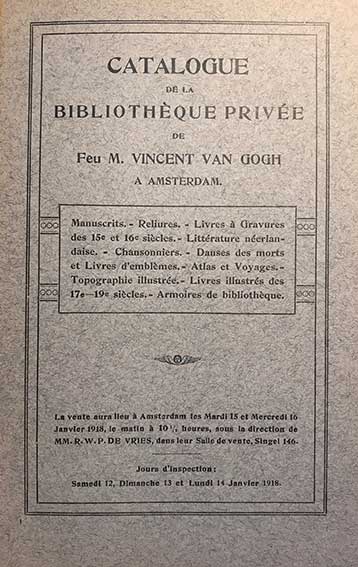 CATALOGUE
DE LA
BIBLIOTHÈQUE PRIVÉE
DE
FEU M. VINCENT VAN GOGH
A AMSTERDAM.
Manuscrits. - Reliures. - Livres à Gravures
des 15e et 16e siècles. - Littérature néerlan-
daise. - Chansonniers. - Danses des morts
et Livres d'emblèmes. - Atlas et Voyages. -
Topographie illustrée. - Livres illustrés des
17e—19e siècles. - Armoires de bibliothèque.
La vente aura lieu à Amsterdam les Mardi 15 et Mercredi 16
Janvier 1918, le matin à 10 ½ heures, sous la direction de
MM. R. W. P. DE VRIES, dans leur Salle de vente, Singel 146.
Jours d'inspection:
Samedi 12, Dimanche 13 et Lundi 14 Janvier 1918.